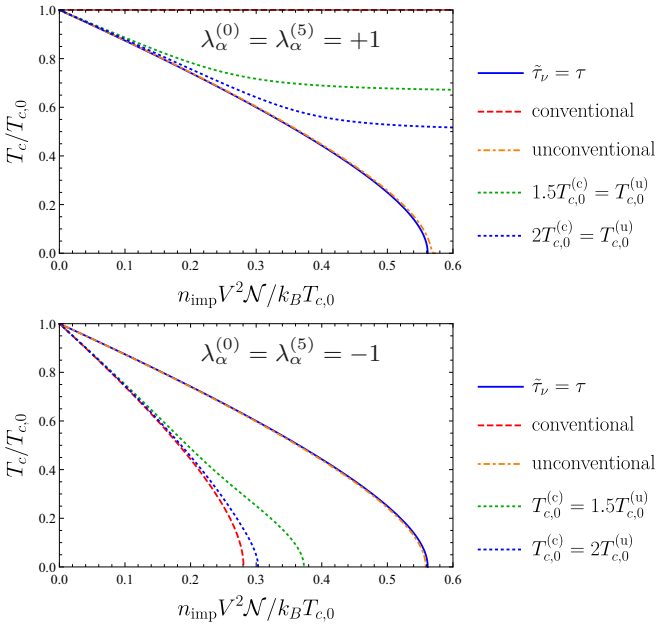 λ_α^(0) = λ_α^(5) = +1
T_c/T_{c,0}
1.0
0.8
0.6
0.4
0.2
0.0
0.0 0.1 0.2 0.3 0.4 0.5 0.6
n_imp V^2 𝒩/k_B T_{c,0}
τ̃_ν = τ
conventional
unconventional
1.5T_{c,0}^(c) = T_{c,0}^(u)
2T_{c,0}^(c) = T_{c,0}^(u)
λ_α^(0) = λ_α^(5) = −1
T_c/T_{c,0}
1.0
0.8
0.6
0.4
0.2
0.0
0.0 0.1 0.2 0.3 0.4 0.5 0.6
n_imp V^2 𝒩/k_B T_{c,0}
τ̃_ν = τ
conventional
unconventional
T_{c,0}^(c) = 1.5T_{c,0}^(u)
T_{c,0}^(c) = 2T_{c,0}^(u)